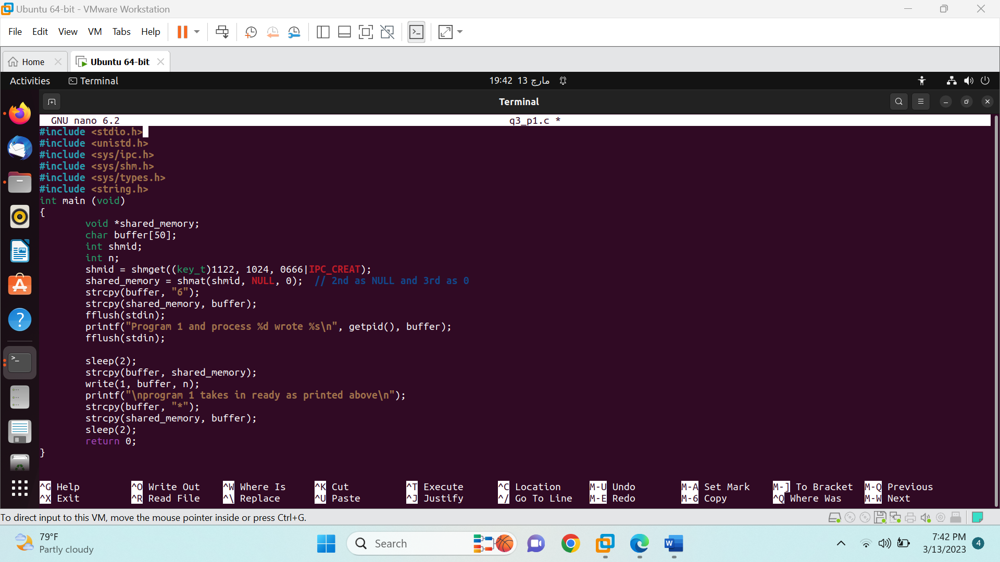 Ubuntu 64-bit - VMware Workstation
File Edit View VM Tabs Help
Home Ubuntu 64-bit
Activities Terminal 19:42 13 مارچ
Terminal
GNU nano 6.2 q3_p1.c *
#include <stdio.h>
#include <unistd.h>
#include <sys/ipc.h>
#include <sys/shm.h>
#include <sys/types.h>
#include <string.h>
int main (void)
{
void *shared_memory;
char buffer[50];
int shmid;
int n;
shmid = shmget((key_t)1122, 1024, 0666|IPC_CREAT);
shared_memory = shmat(shmid, NULL, 0); // 2nd as NULL and 3rd as 0
strcpy(buffer, "6");
strcpy(shared_memory, buffer);
fflush(stdin);
printf("Program 1 and process %d wrote %s\n", getpid(), buffer);
fflush(stdin);
sleep(2);
strcpy(buffer, shared_memory);
write(1, buffer, n);
printf("\nprogram 1 takes in ready as printed above\n");
strcpy(buffer, "*");
strcpy(shared_memory, buffer);
sleep(2);
return 0;
}
^G Help ^O Write Out ^W Where Is ^K Cut ^T Execute ^C Location M-U Undo M-A Set Mark M-] To Bracket M-Q Previous
^X Exit ^R Read File ^\ Replace ^U Paste ^J Justify ^/ Go To Line M-E Redo M-6 Copy ^Q Where Was M-W Next
To direct input to this VM, move the mouse pointer inside or press Ctrl+G.
79°F
Partly cloudy
Search
7:42 PM
3/13/2023
4